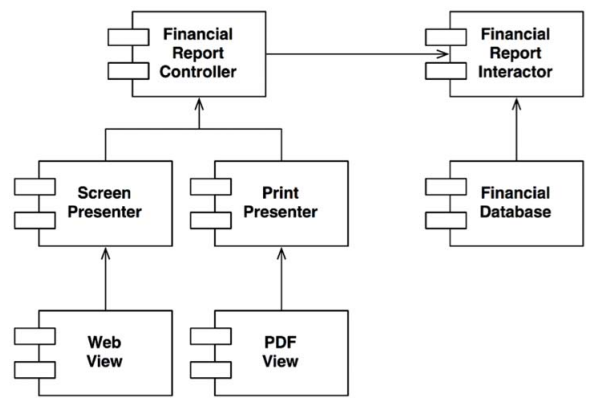 Financial
Report
Controller
Financial
Report
Interactor
Screen
Presenter
Print
Presenter
Financial
Database
Web
View
PDF
View